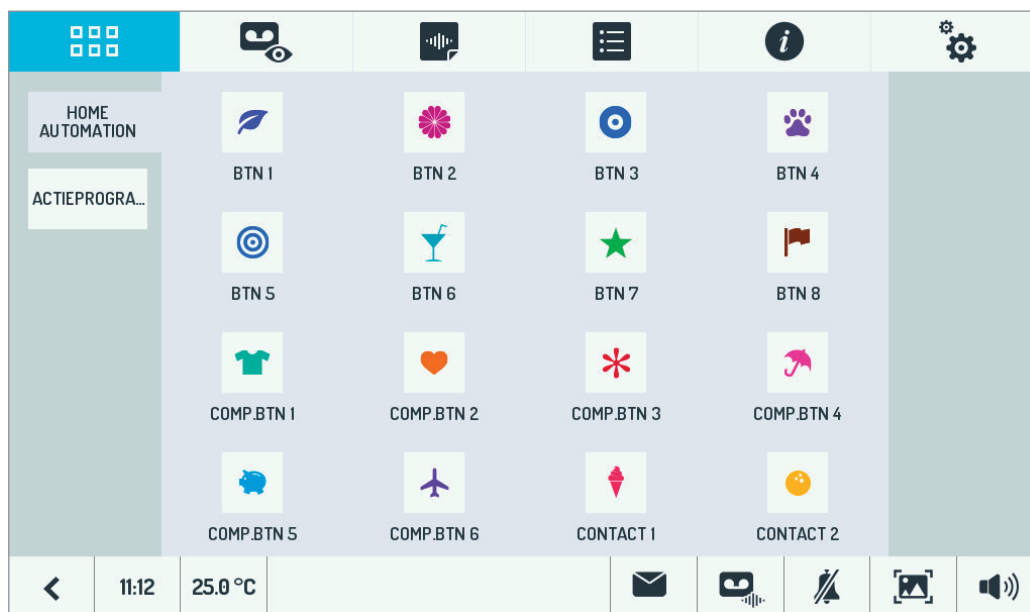 HOME
AUTOMATION
ACTIEPROGRA...
BTN 1
BTN 2
BTN 3
BTN 4
BTN 5
BTN 6
BTN 7
BTN 8
COMP.BTN 1
COMP.BTN 2
COMP.BTN 3
COMP.BTN 4
COMP.BTN 5
COMP.BTN 6
CONTACT 1
CONTACT 2
11:12
25.0 °C